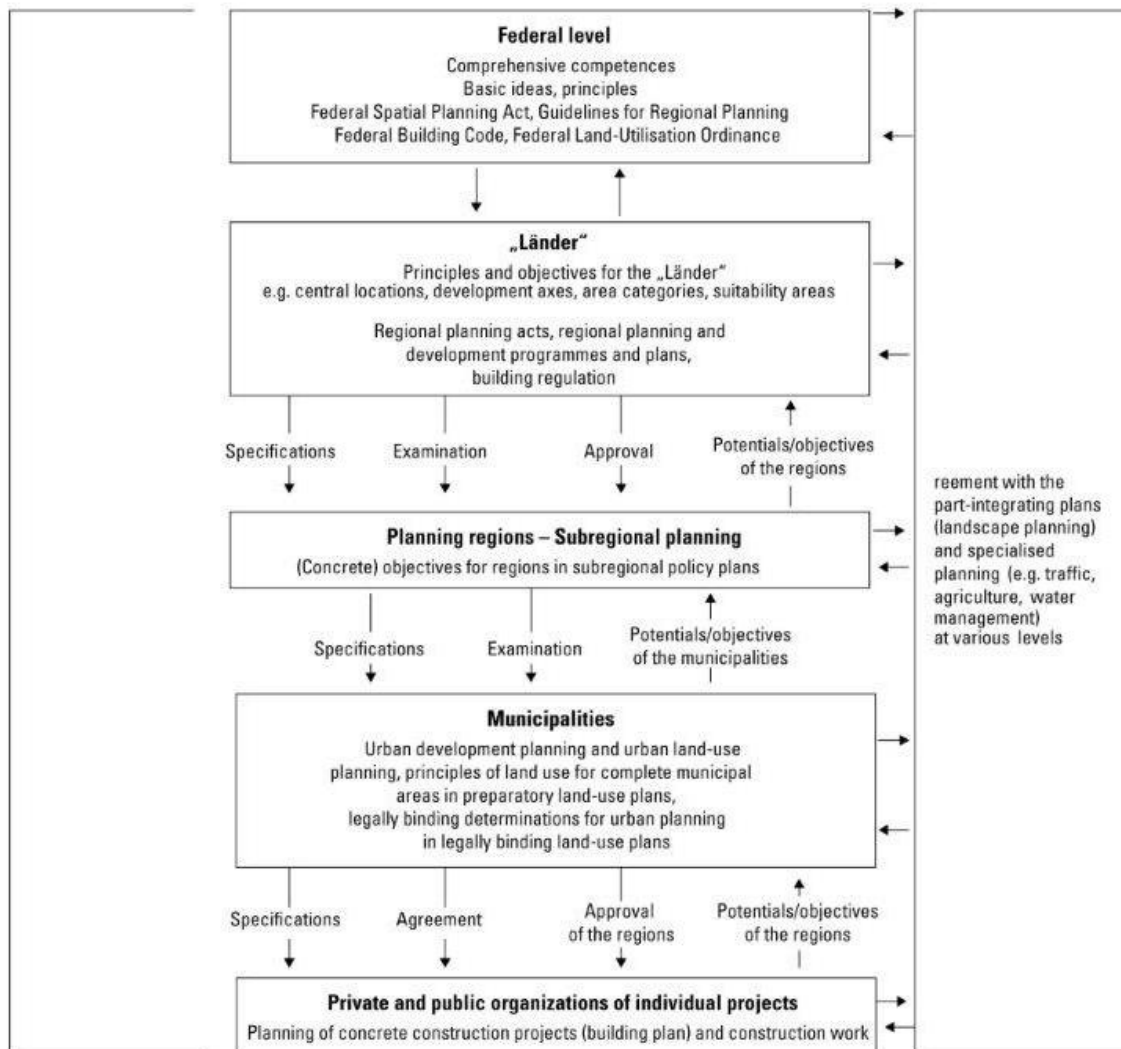 Federal level
Comprehensive competences
Basic ideas, principles
Federal Spatial Planning Act, Guidelines for Regional Planning
Federal Building Code, Federal Land-Utilisation Ordinance
„Länder“
Principles and objectives for the „Länder“
e.g. central locations, development axes, area categories, suitability areas
Regional planning acts, regional planning and
development programmes and plans,
building regulation
Specifications
Examination
Approval
Potentials/objectives
of the regions
Planning regions – Subregional planning
(Concrete) objectives for regions in subregional policy plans
Specifications
Examination
Potentials/objectives
of the municipalities
Municipalities
Urban development planning and urban land-use
planning, principles of land use for complete municipal
areas in preparatory land-use plans,
legally binding determinations for urban planning
in legally binding land-use plans
Specifications
Agreement
Approval
of the regions
Potentials/objectives
of the regions
Private and public organizations of individual projects
Planning of concrete construction projects (building plan) and construction work
reement with the
part-integrating plans
(landscape planning)
and specialised
planning (e.g. traffic,
agriculture, water
management)
at various levels